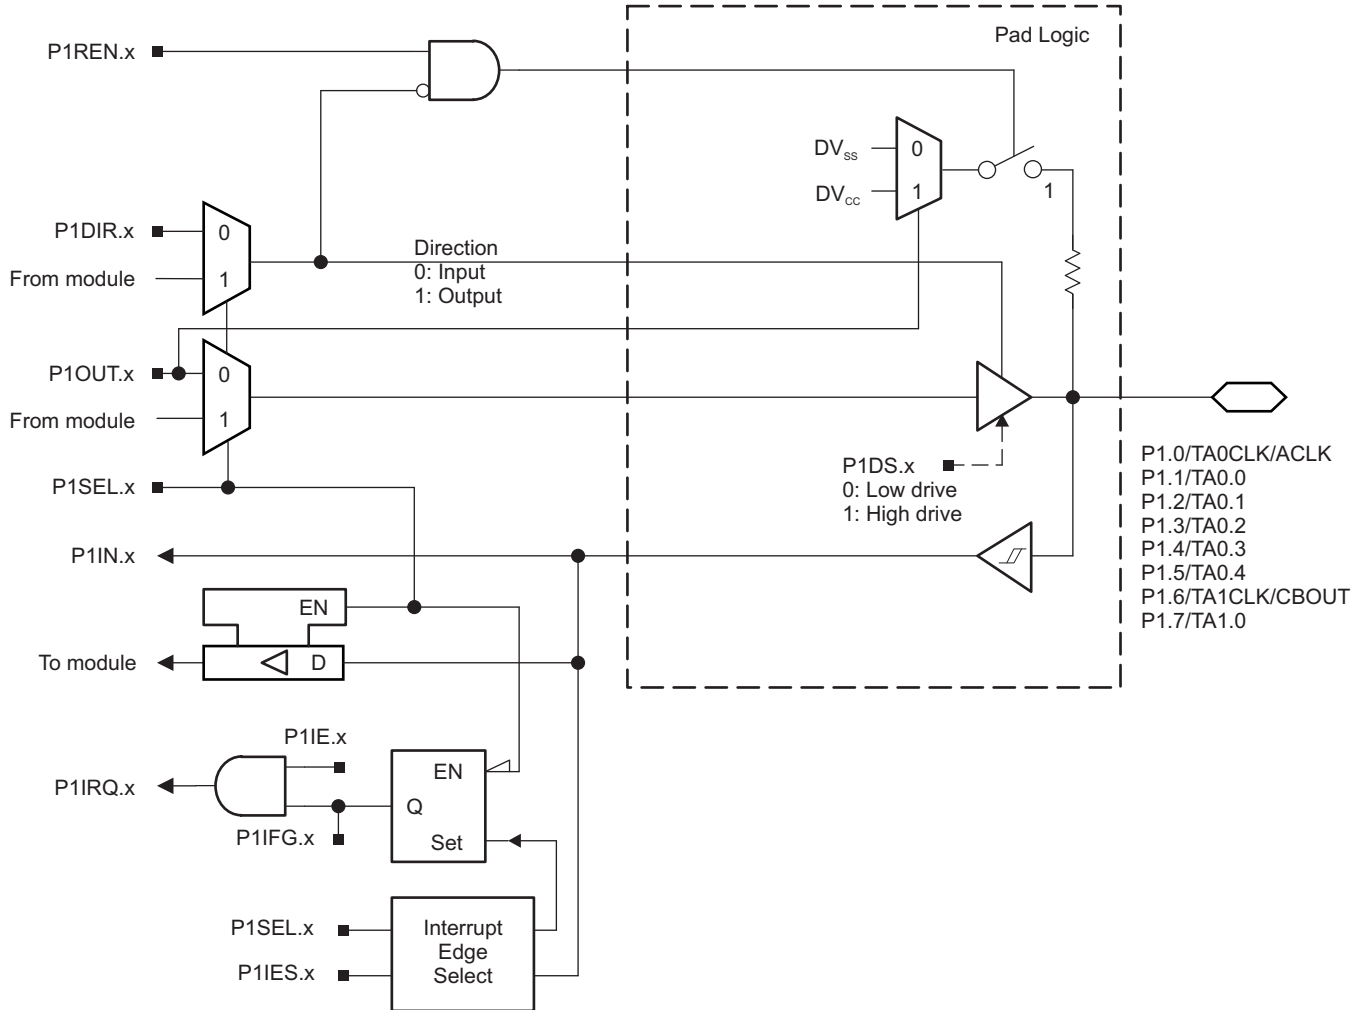 Pad Logic
P1REN.x
DVSS
0
DVCC
1
1
P1DIR.x
0
From module
1
Direction
0: Input
1: Output
P1OUT.x
0
From module
1
P1DS.x
0: Low drive
1: High drive
P1.0/TA0CLK/ACLK
P1.1/TA0.0
P1.2/TA0.1
P1.3/TA0.2
P1.4/TA0.3
P1.5/TA0.4
P1.6/TA1CLK/CBOUT
P1.7/TA1.0
P1SEL.x
P1IN.x
EN
To module
D
P1IE.x
P1IRQ.x
EN
Q
P1IFG.x
Set
P1SEL.x
P1IES.x
Interrupt
Edge
Select